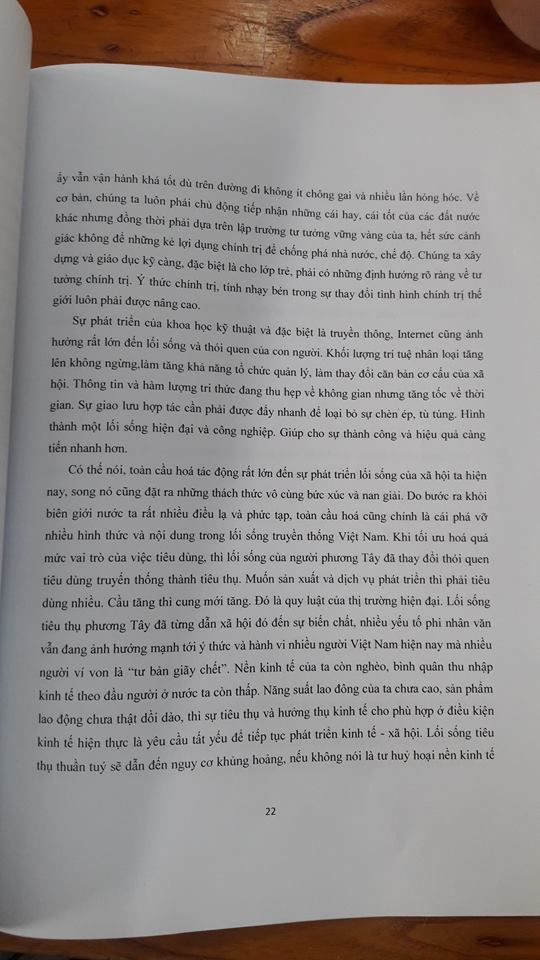 ấy vẫn vận hành khá tốt dù trên đường đi không ít chông gai và nhiều lần hỏng hóc. Về
cơ bản, chúng ta luôn phải chủ động tiếp nhận những cái hay, cái tốt của các đất nước
khác nhưng đồng thời phải dựa trên lập trường tư tưởng vững vàng của ta, hết sức cảnh
giác không để những kẻ lợi dụng chính trị để chống phá nhà nước, chế độ. Chúng ta xây
dựng và giáo dục kỹ càng, đặc biệt là cho lớp trẻ, phải có những định hướng rõ ràng về tư
tưởng chính trị. Ý thức chính trị, tính nhạy bén trong sự thay đổi tình hình chính trị thế
giới luôn phải được nâng cao.
Sự phát triển của khoa học kỹ thuật và đặc biệt là truyền thông, Internet cũng ảnh
hưởng rất lớn đến lối sống và thói quen của con người. Khối lượng trí tuệ nhân loại tăng
lên không ngừng,làm tăng khả năng tổ chức quản lý, làm thay đổi căn bản cơ cấu của xã
hội. Thông tin và hàm lượng tri thức đang thu hẹp về không gian nhưng tăng tốc về thời
gian. Sự giao lưu hợp tác cần phải được đẩy nhanh để loại bỏ sự chèn ép, tù túng. Hình
thành một lối sống hiện đại và công nghiệp. Giúp cho sự thành công và hiệu quả càng
tiến nhanh hơn.
Có thể nói, toàn cầu hoá tác động rất lớn đến sự phát triển lối sống của xã hội ta hiện
nay, song nó cũng đặt ra những thách thức vô cùng bức xúc và nan giải. Do bước ra khỏi
biên giới nước ta rất nhiều điều lạ và phức tạp, toàn cầu hoá cũng chính là cái phá vỡ
nhiều hình thức và nội dung trong lối sống truyền thống Việt Nam. Khi tối ưu hoá quá
mức vai trò của việc tiêu dùng, thì lối sống của người phương Tây đã thay đổi thói quen
tiêu dùng truyền thống thành tiêu thụ. Muốn sản xuất và dịch vụ phát triển thì phải tiêu
dùng nhiều. Cầu tăng thì cung mới tăng. Đó là quy luật của thị trường hiện đại. Lối sống
tiêu thụ phương Tây đã từng dẫn xã hội đó đến sự biến chất, nhiều yếu tố phi nhân văn
vẫn đang ảnh hưởng mạnh tới ý thức và hành vi nhiều người Việt Nam hiện nay mà nhiều
người ví von là “tư bản giãy chết”. Nền kinh tế của ta còn nghèo, bình quân thu nhập
kinh tế theo đầu người ở nước ta còn thấp. Năng suất lao đông của ta chưa cao, sản phẩm
lao động chưa thật dồi dào, thì sự tiêu thụ và hưởng thụ kinh tế cho phù hợp ở điều kiện
kinh tế hiện thực là yêu cầu tất yếu để tiếp tục phát triển kinh tế - xã hội. Lối sống tiêu
thụ thuần tuý sẽ dẫn đến nguy cơ khủng hoảng, nếu không nói là tư huỷ hoại nền kinh tế
22